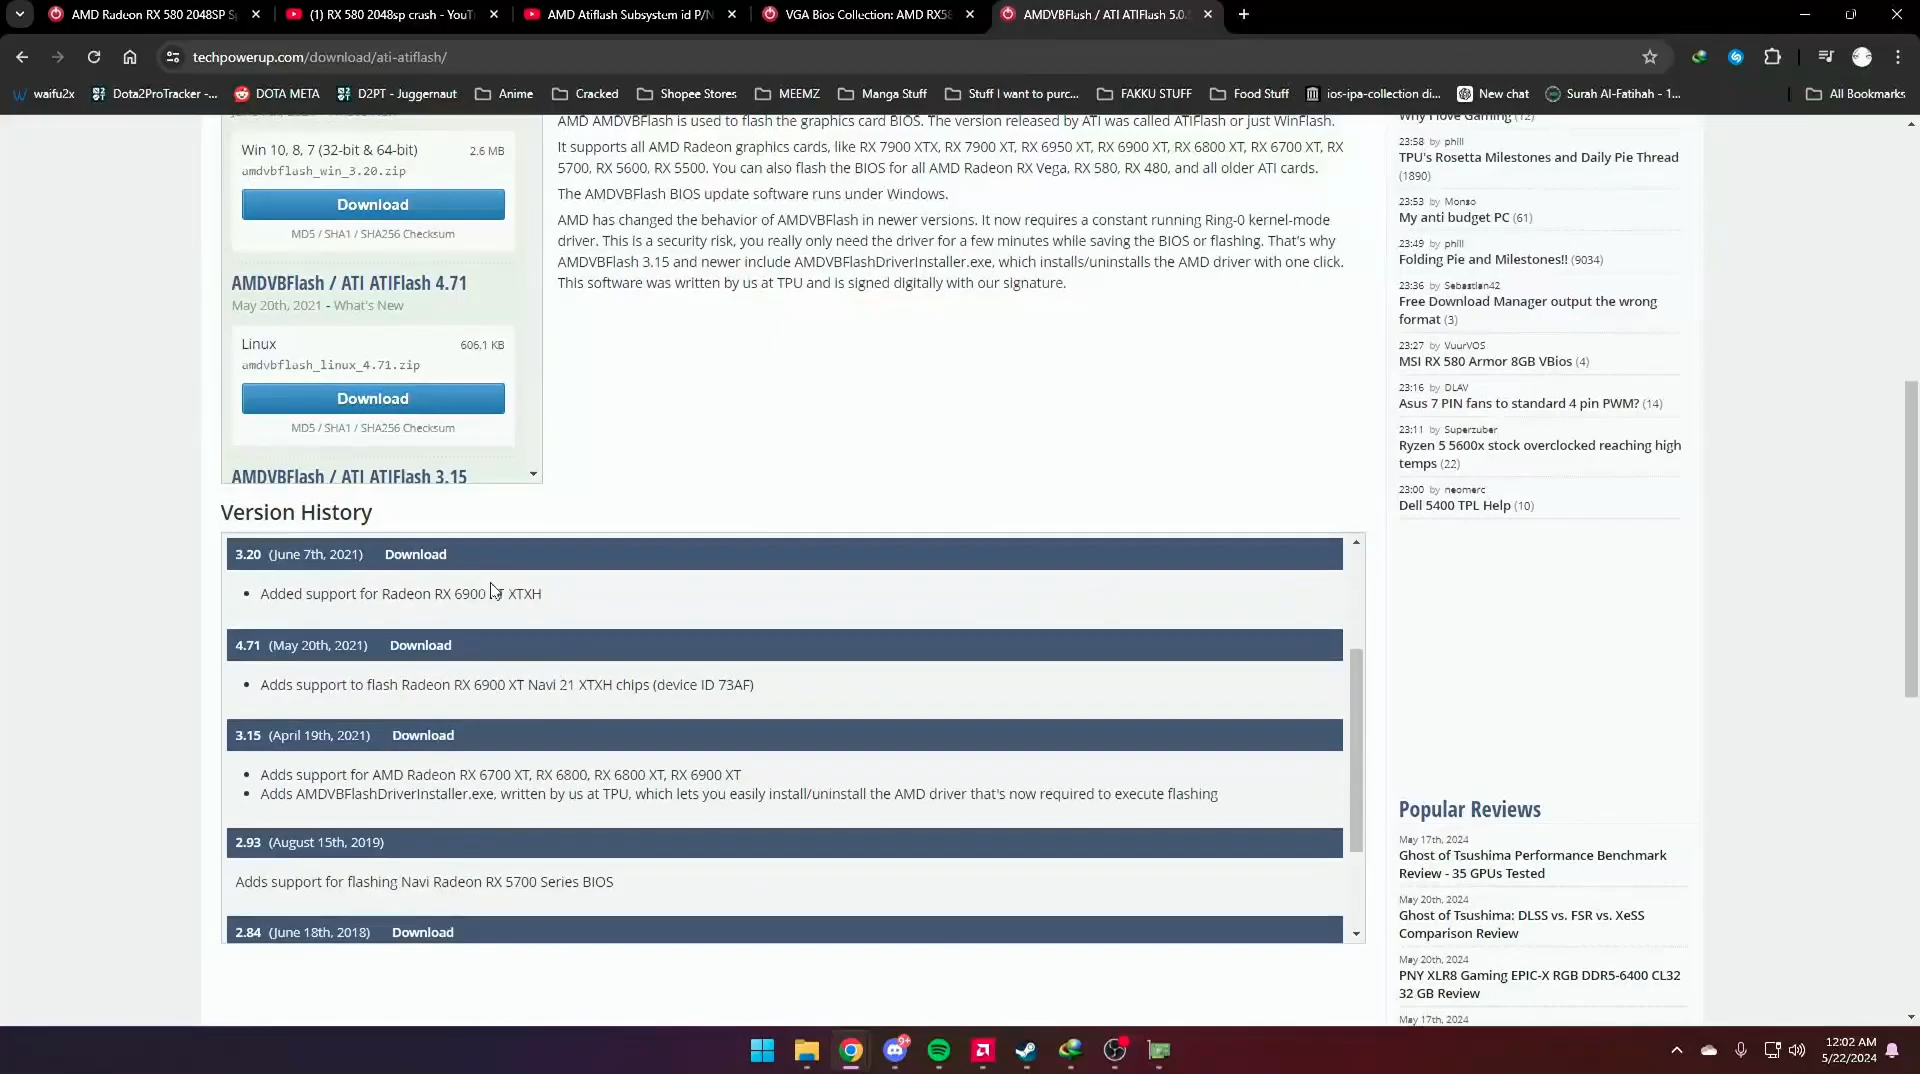 AMD Radeon RX 580 2048SP S
(1) RX 580 2048sp crash - YouT
AMD Atiflash Subsystem id P/N
VGA Bios Collection: AMD RX58
AMDVBFlash / ATI ATIFlash 5.0.
techpowerup.com/download/ati-atiflash/
waifu2x
Dota2ProTracker -...
DOTA META
D2PT - Juggernaut
Anime
Cracked
Shopee Stores
MEEMZ
Manga Stuff
Stuff I want to purc...
FAKKU STUFF
Food Stuff
ios-ipa-collection di...
New chat
Surah Al-Fatihah - 1...
All Bookmarks
Win 10, 8, 7 (32-bit & 64-bit)
2.6 MB
amdvbflash_win_3.20.zip
Download
MD5 / SHA1 / SHA256 Checksum
AMDVBFlash / ATI ATIFlash 4.71
May 20th, 2021 - What's New
Linux
606.1 KB
amdvbflash_linux_4.71.zip
Download
MD5 / SHA1 / SHA256 Checksum
AMDVBFlash / ATI ATIFlash 3.15
AMD AMDVBFlash is used to flash the graphics card BIOS. The version released by ATI was called ATIFlash or just WinFlash.
It supports all AMD Radeon graphics cards, like RX 7900 XTX, RX 7900 XT, RX 6950 XT, RX 6900 XT, RX 6800 XT, RX 6700 XT, RX
5700, RX 5600, RX 5500. You can also flash the BIOS for all AMD Radeon RX Vega, RX 580, RX 480, and all older ATI cards.
The AMDVBFlash BIOS update software runs under Windows.
AMD has changed the behavior of AMDVBFlash in newer versions. It now requires a constant running Ring-0 kernel-mode
driver. This is a security risk, you really only need the driver for a few minutes while saving the BIOS or flashing. That's why
AMDVBFlash 3.15 and newer include AMDVBFlashDriverInstaller.exe, which installs/uninstalls the AMD driver with one click.
This software was written by us at TPU and is signed digitally with our signature.
Version History
3.20 (June 7th, 2021) Download
• Added support for Radeon RX 6900 XT XTXH
4.71 (May 20th, 2021) Download
• Adds support to flash Radeon RX 6900 XT Navi 21 XTXH chips (device ID 73AF)
3.15 (April 19th, 2021) Download
• Adds support for AMD Radeon RX 6700 XT, RX 6800, RX 6800 XT, RX 6900 XT
• Adds AMDVBFlashDriverInstaller.exe, written by us at TPU, which lets you easily install/uninstall the AMD driver that's now required to execute flashing
2.93 (August 15th, 2019)
Adds support for flashing Navi Radeon RX 5700 Series BIOS
2.84 (June 18th, 2018) Download
Why I love Gaming (12)
23:58 by phill
TPU's Rosetta Milestones and Daily Pie Thread
(1890)
23:53 by Monso
My anti budget PC (61)
23:49 by phill
Folding Pie and Milestones!! (9034)
23:36 by Sebastian42
Free Download Manager output the wrong
format (3)
23:27 by VuurVOS
MSI RX 580 Armor 8GB VBios (4)
23:16 by DLAV
Asus 7 PIN fans to standard 4 pin PWM? (14)
23:11 by Superzuber
Ryzen 5 5600x stock overclocked reaching high
temps (22)
23:00 by neomerc
Dell 5400 TPL Help (10)
Popular Reviews
May 17th, 2024
Ghost of Tsushima Performance Benchmark
Review - 35 GPUs Tested
May 20th, 2024
Ghost of Tsushima: DLSS vs. FSR vs. XeSS
Comparison Review
May 20th, 2024
PNY XLR8 Gaming EPIC-X RGB DDR5-6400 CL32
32 GB Review
May 17th, 2024
9+
12:02 AM
5/22/2024